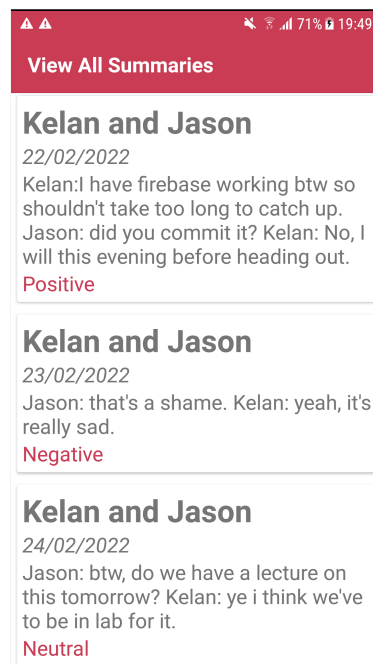 71% 19:49
View All Summaries
Kelan and Jason
22/02/2022
Kelan:I have firebase working btw so
shouldn't take too long to catch up.
Jason: did you commit it? Kelan: No, I
will this evening before heading out.
Positive
Kelan and Jason
23/02/2022
Jason: that's a shame. Kelan: yeah, it's
really sad.
Negative
Kelan and Jason
24/02/2022
Jason: btw, do we have a lecture on
this tomorrow? Kelan: ye i think we've
to be in lab for it.
Neutral